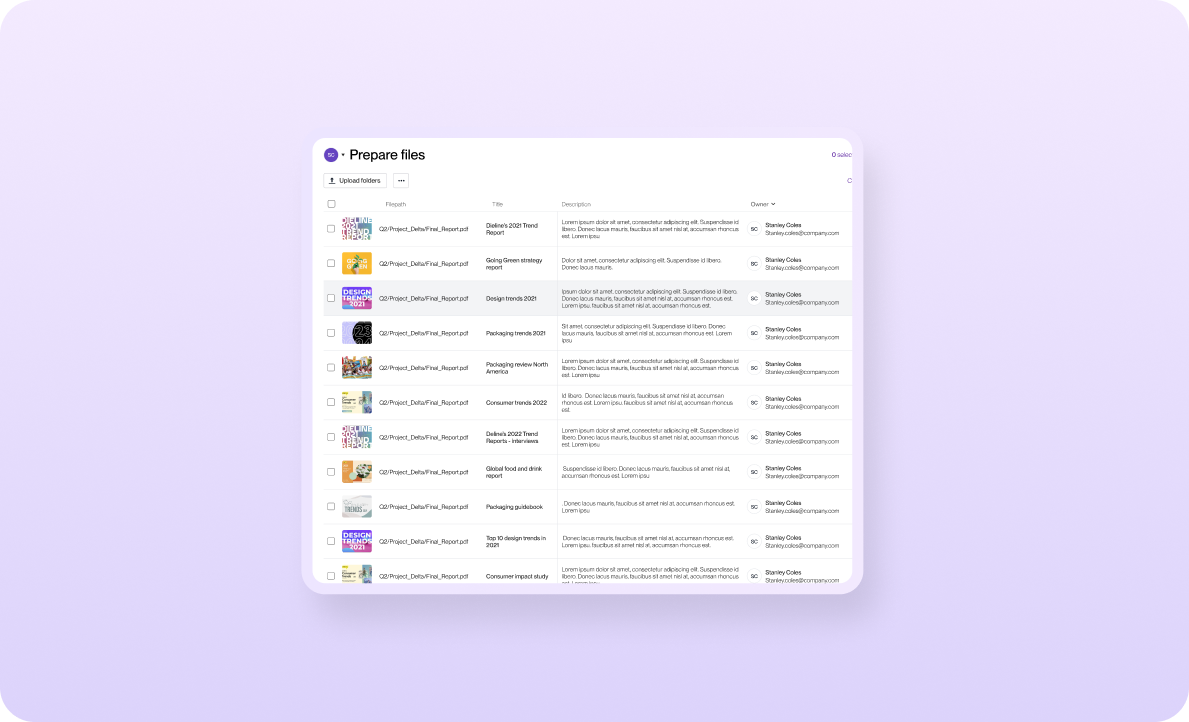 SC Prepare files 0 selec
Upload folders
Filepath Title Description Owner
DIELINE
2021
TREND
REPORT
Q2/Project_Delta/Final_Report.pdf
Dieline's 2021 Trend
Report
Lorem ipsum dolor sit amet, consectetur adipiscing elit. Suspendisse id
libero. Donec lacus mauris, faucibus sit amet nisl at, accumsan rhoncus
est. Lorem ipsu
SC
Stanley Coles
Stanley.coles@company.com
GOING
GREEN
Q2/Project_Delta/Final_Report.pdf
Going Green strategy
report
Dolor sit amet, consectetur adipiscing elit. Suspendisse id libero.
Donec lacus mauris.
SC
Stanley Coles
Stanley.coles@company.com
DESIGN
TRENDS
2021
Q2/Project_Delta/Final_Report.pdf
Design trends 2021
Ipsum dolor sit amet, consectetur adipiscing elit. Suspendisse id libero.
Donec lacus mauris, faucibus sit amet nisl at, accumsan rhoncus est.
Lorem ipsu. faucibus sit amet nisl at, accumsan rhoncus est.
SC
Stanley Coles
Stanley.coles@company.com
23
Q2/Project_Delta/Final_Report.pdf
Packaging trends 2021
Sit amet, consectetur adipiscing elit. Suspendisse id libero. Donec
lacus mauris, faucibus sit amet nisl at, accumsan rhoncus est. Lorem
ipsu
SC
Stanley Coles
Stanley.coles@company.com
Q2/Project_Delta/Final_Report.pdf
Packaging review North
America
Lorem ipsum dolor sit amet, consectetur adipiscing elit. Suspendisse id
libero. Donec lacus mauris, faucibus sit amet nisl at, accumsan rhoncus
est. Lorem ipsu
SC
Stanley Coles
Stanley.coles@company.com
Consumer
Trends
Q2/Project_Delta/Final_Report.pdf
Consumer trends 2022
id libero. Donec lacus mauris, faucibus sit amet nisl at, accumsan
rhoncus est. Lorem ipsu. faucibus sit amet nisl at, accumsan rhoncus
est.
SC
Stanley Coles
Stanley.coles@company.com
DIELINE
2021
TREND
REPORT
Q2/Project_Delta/Final_Report.pdf
Deline's 2022 Trend
Reports - interviews
Lorem ipsum dolor sit amet, consectetur adipiscing elit. Suspendisse id
libero. Donec lacus mauris, faucibus sit amet nisl at, accumsan rhoncus
est. Lorem ipsu
SC
Stanley Coles
Stanley.coles@company.com
Q2/Project_Delta/Final_Report.pdf
Global food and drink
report
Suspendisse id libero. Donec lacus mauris, faucibus sit amet nisl at,
accumsan rhoncus est. Lorem ipsu
SC
Stanley Coles
Stanley.coles@company.com
TRENDS
Q2/Project_Delta/Final_Report.pdf
Packaging guidebook
Donec lacus mauris, faucibus sit amet nisl at, accumsan rhoncus est.
Lorem ipsu
SC
Stanley Coles
Stanley.coles@company.com
DESIGN
TRENDS
2021
Q2/Project_Delta/Final_Report.pdf
Top 10 design trends in
2021
Donec lacus mauris, faucibus sit amet nisl at, accumsan rhoncus est.
Lorem ipsu. faucibus sit amet nisl at, accumsan rhoncus est.
SC
Stanley Coles
Stanley.coles@company.com
Consumer
Trends
Q2/Project_Delta/Final_Report.pdf
Consumer impact study
Lorem ipsum dolor sit amet, consectetur adipiscing elit. Suspendisse id
libero. Donec lacus mauris, faucibus sit amet nisl at, accumsan rhoncus
SC
Stanley Coles
Stanley.coles@company.com